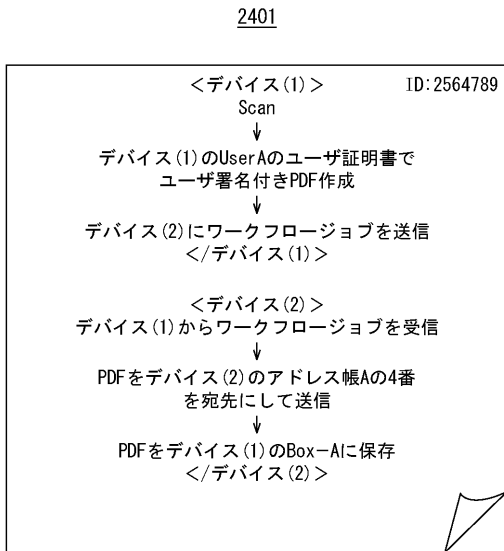 2401
<デバイス(1)> ID:2564789
Scan
↓
デバイス(1)のUserAのユーザ証明書で
ユーザ署名付きPDF作成
↓
デバイス(2)にワークフロージョブを送信
</デバイス(1)>
<デバイス(2)>
デバイス(1)からワークフロージョブを受信
↓
PDFをデバイス(2)のアドレス帳Aの4番
を宛先にして送信
↓
PDFをデバイス(1)のBox-Aに保存
</デバイス(2)>